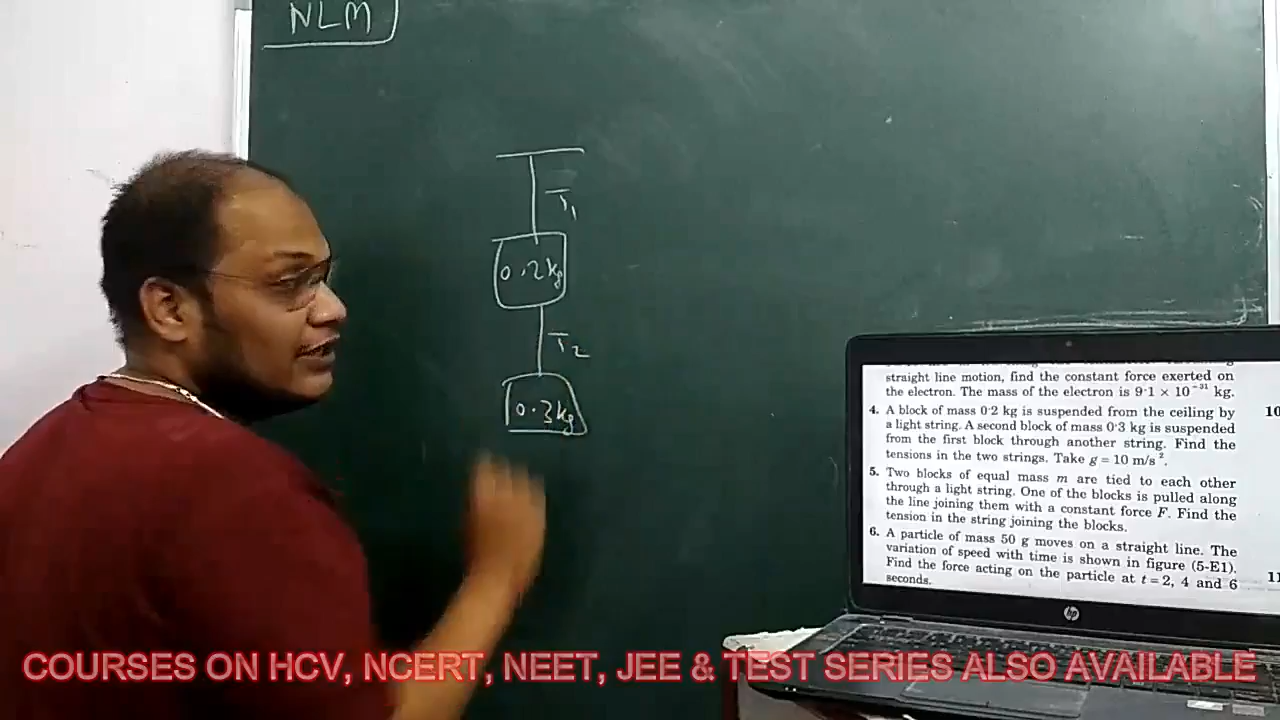 NLM
T₁
0.2kg
T₂
0.3kg
straight line motion, find the constant force exerted on
the electron. The mass of the electron is 9·1 × 10⁻³¹ kg.
4. A block of mass 0·2 kg is suspended from the ceiling by
a light string. A second block of mass 0·3 kg is suspended
from the first block through another string. Find the
tensions in the two strings. Take g = 10 m/s².
5. Two blocks of equal mass m are tied to each other
through a light string. One of the blocks is pulled along
the line joining them with a constant force F. Find the
tension in the string joining the blocks.
6. A particle of mass 50 g moves on a straight line. The
variation of speed with time is shown in figure (5-E1).
Find the force acting on the particle at t = 2, 4 and 6
seconds.
10
11
hp
COURSES ON HCV, NCERT, NEET, JEE & TEST SERIES ALSO AVAILABLE